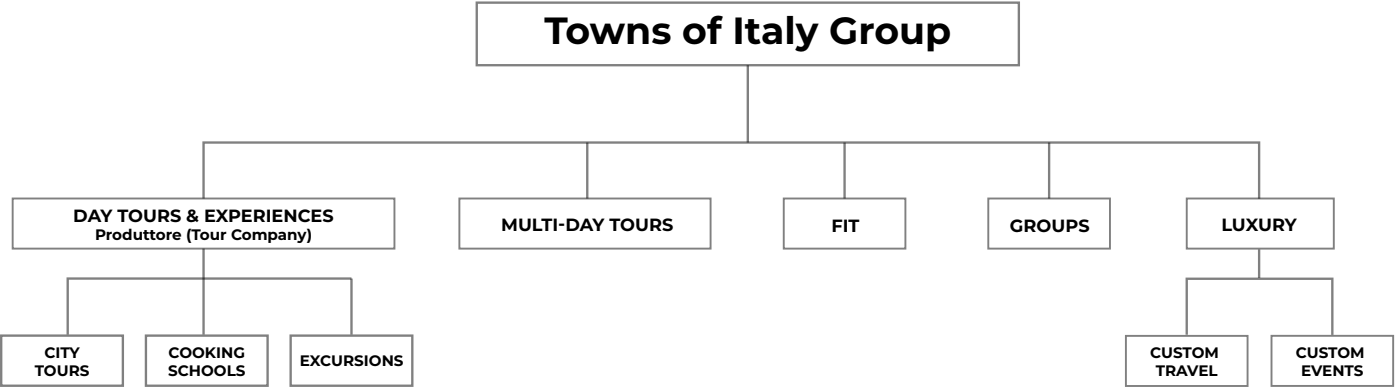 Towns of Italy Group
DAY TOURS & EXPERIENCES
Produttore (Tour Company)
MULTI-DAY TOURS
FIT
GROUPS
LUXURY
CITY
TOURS
COOKING
SCHOOLS
EXCURSIONS
CUSTOM
TRAVEL
CUSTOM
EVENTS